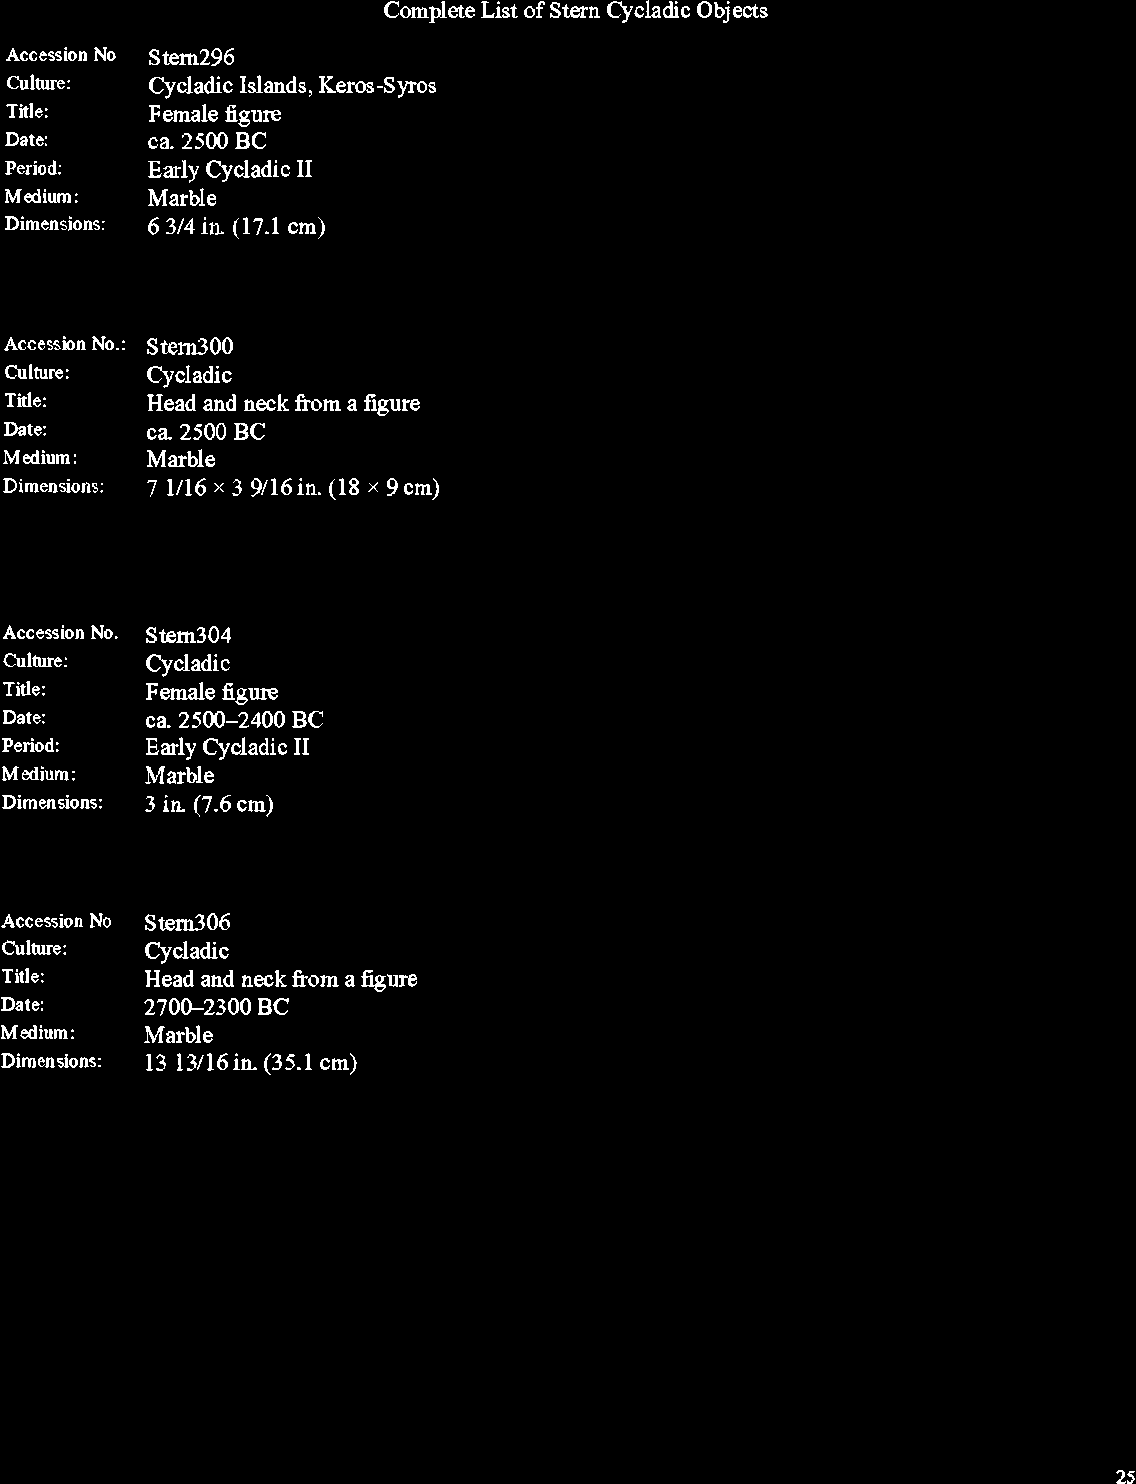 Complete List of Stern Cycladic Objects
Accession No Stern296
Culture: Cycladic Islands, Keros-Syros
Title: Female figure
Date: ca. 2500 BC
Period: Early Cycladic II
Medium: Marble
Dimensions: 6 3/4 in. (17.1 cm)
Accession No.: Stern300
Culture: Cycladic
Title: Head and neck from a figure
Date: ca. 2500 BC
Medium: Marble
Dimensions: 7 1/16 × 3 9/16 in. (18 × 9 cm)
Accession No. Stern304
Culture: Cycladic
Title: Female figure
Date: ca. 2500–2400 BC
Period: Early Cycladic II
Medium: Marble
Dimensions: 3 in. (7.6 cm)
Accession No Stern306
Culture: Cycladic
Title: Head and neck from a figure
Date: 2700–2300 BC
Medium: Marble
Dimensions: 13 13/16 in. (35.1 cm)
25